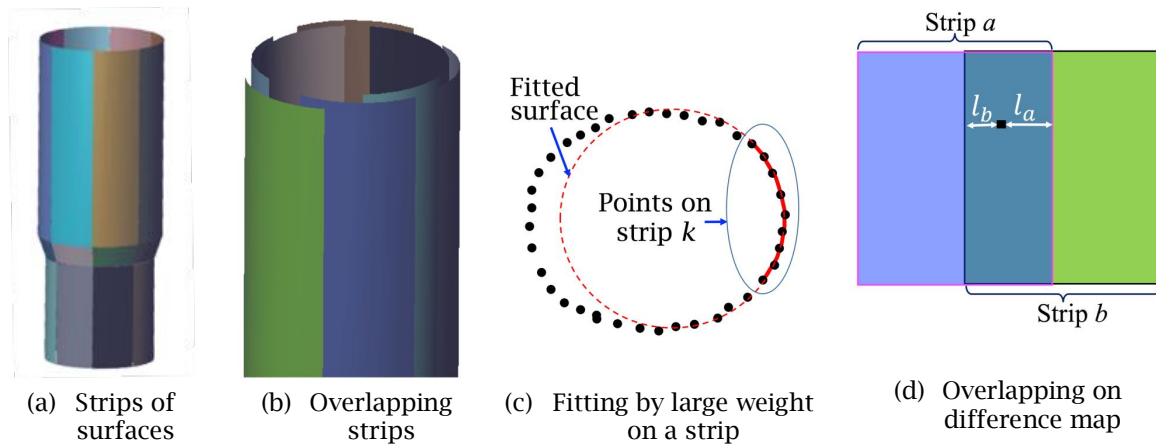 Fitted
surface
Points on
strip k
Strip a
l_b
l_a
Strip b
(a) Strips of
surfaces
(b) Overlapping
strips
(c) Fitting by large weight
on a strip
(d) Overlapping on
difference map